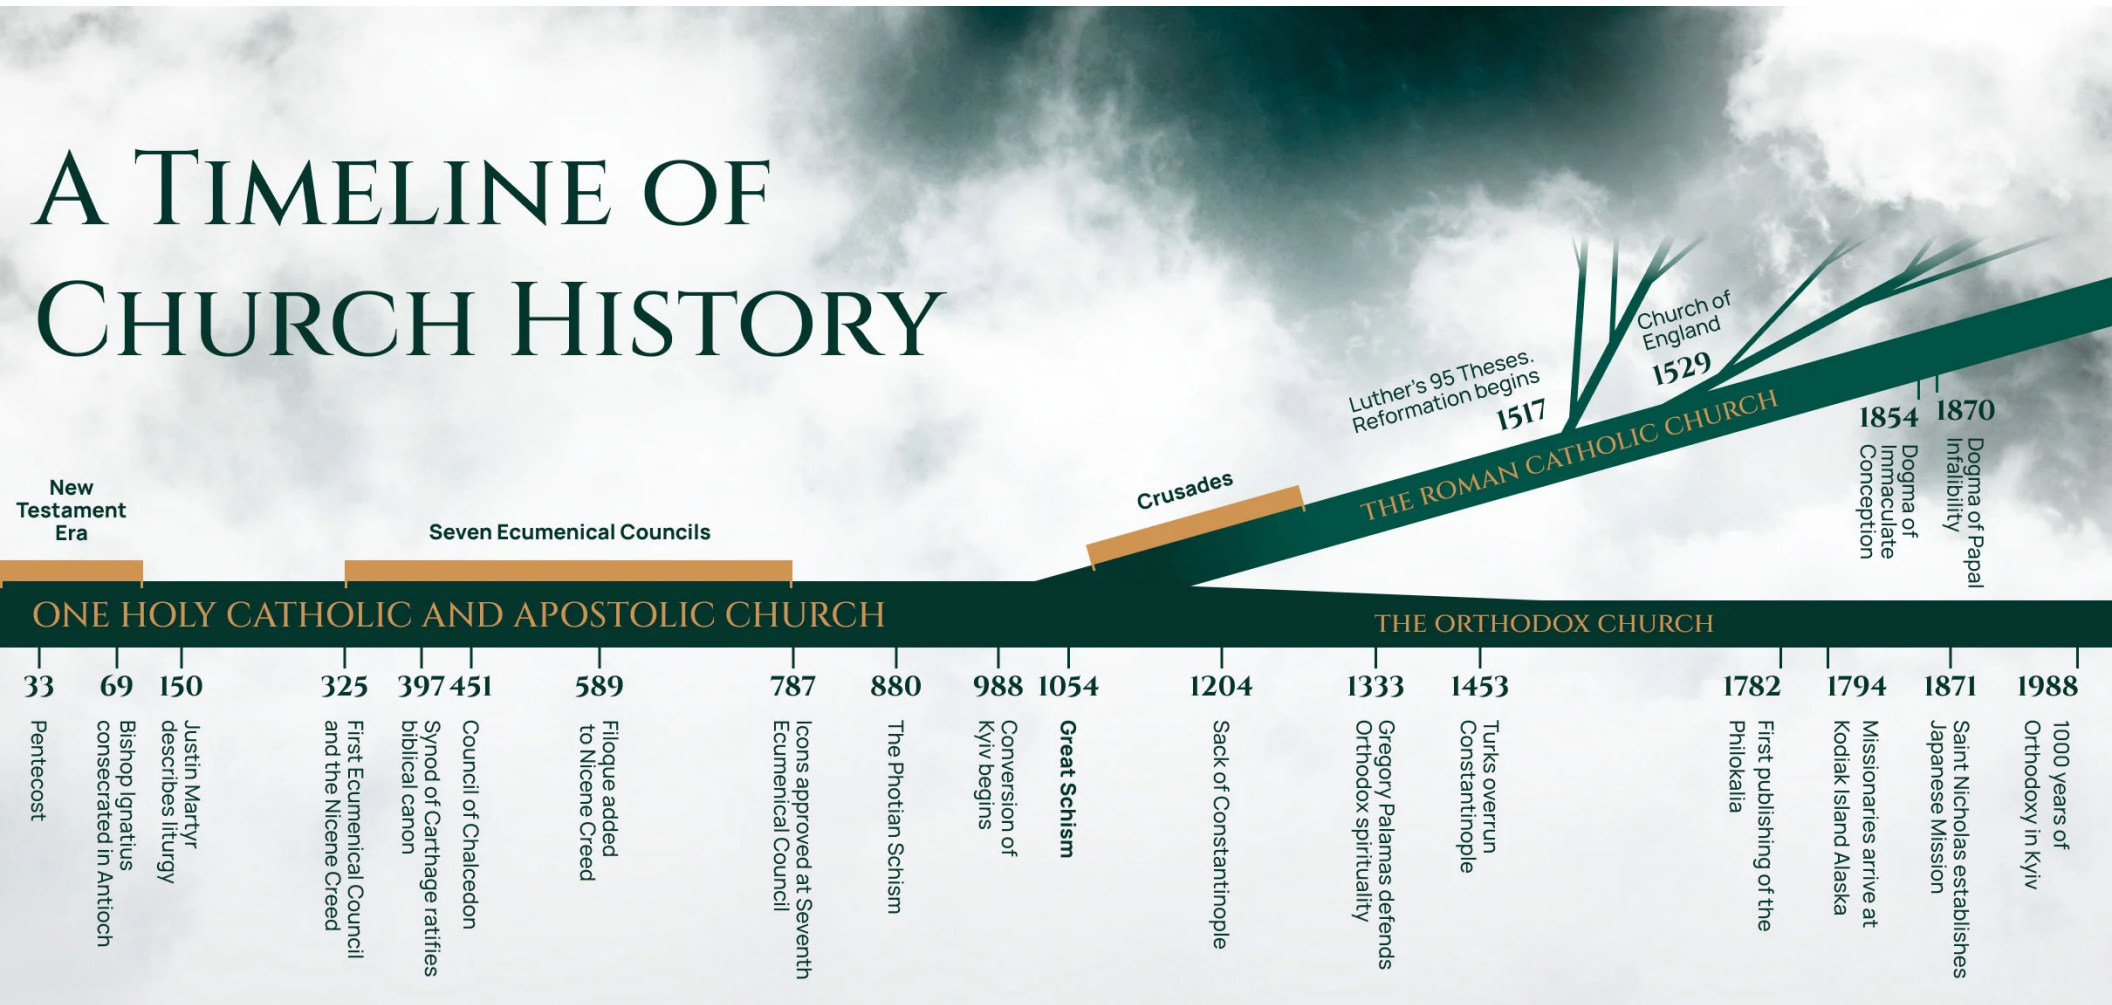 A TIMELINE OF
CHURCH HISTORY
New
Testament
Era
Seven Ecumenical Councils
Crusades
Luther's 95 Theses.
Reformation begins
1517
Church of
England
1529
THE ROMAN CATHOLIC CHURCH
1854
Dogma of
Immaculate
Conception
1870
Dogma of Papal
Infalibility
ONE HOLY CATHOLIC AND APOSTOLIC CHURCH
THE ORTHODOX CHURCH
33
Pentecost
69
Bishop Ignatius
consecrated in Antioch
150
Justin Martyr
describes liturgy
325
First Ecumenical Council
and the Nicene Creed
397
Synod of Carthage ratifies
biblical canon
451
Council of Chalcedon
589
Filoque added
to Nicene Creed
787
Icons approved at Seventh
Ecumenical Council
880
The Photian Schism
988
Conversion of
Kyiv begins
1054
Great Schism
1204
Sack of Constantinople
1333
Gregory Palamas defends
Orthodox spirituality
1453
Turks overrun
Constantinople
1782
First publishing of the
Philokalia
1794
Missionaries arrive at
Kodiak Island Alaska
1871
Saint Nicholas establishes
Japanese Mission
1988
1000 years of
Orthodoxy in Kyiv